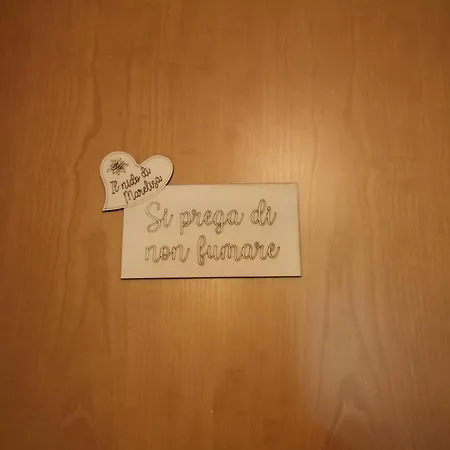 Il nido di
Marelisa
Si prega di
non fumare